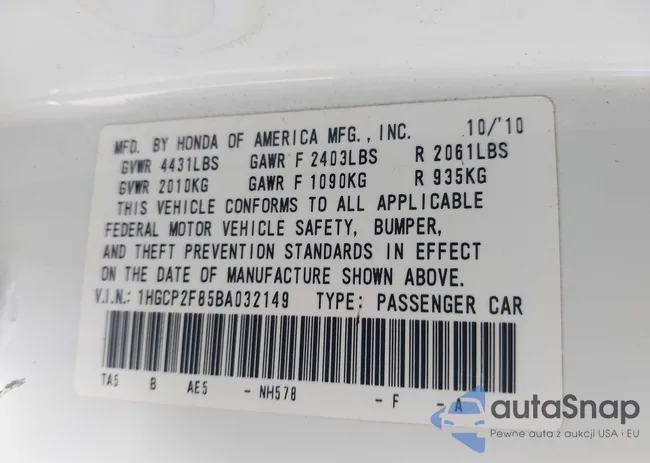 MFD. BY HONDA OF AMERICA MFG., INC. 10/'10
GVWR 4431LBS GAWR F 2403LBS R 2061LBS
GVWR 2010KG GAWR F 1090KG R 935KG
THIS VEHICLE CONFORMS TO ALL APPLICABLE
FEDERAL MOTOR VEHICLE SAFETY, BUMPER,
AND THEFT PREVENTION STANDARDS IN EFFECT
ON THE DATE OF MANUFACTURE SHOWN ABOVE.
V.I.N.: 1HGCP2F85BA032149 TYPE: PASSENGER CAR
TA5 B AE5 - NH578 - F - A
autaSnap
Pewne auta z aukcji USA i EU